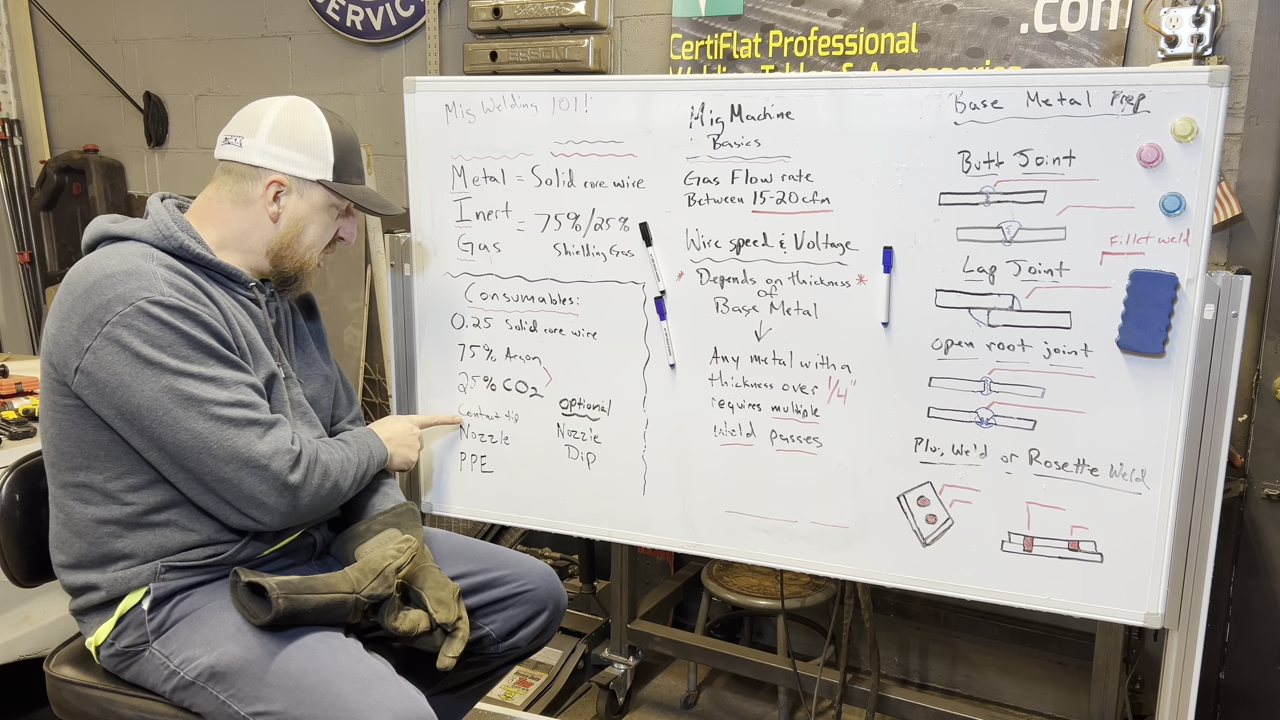 SERVICE
.com
CertiFlat Professional
Welding Tables & Accessories
Mig Welding 101!
Metal = Solid core wire
Inert = 75%/25%
Gas Shielding Gas
Consumables:
0.25 Solid core wire
75% Argon
25% CO2
Contact tip
Nozzle
PPE
Optional
Nozzle
Dip
Mig Machine
Basics
Gas Flow rate
Between 15-20 cfm
Wire speed & Voltage
* Depends on thickness *
of
Base Metal
Any metal with a
thickness over 1/4"
requires multiple
weld passes
Base Metal Prep
Butt Joint
Fillet weld
Lap Joint
Open root joint
Plug Weld or Rosette Weld